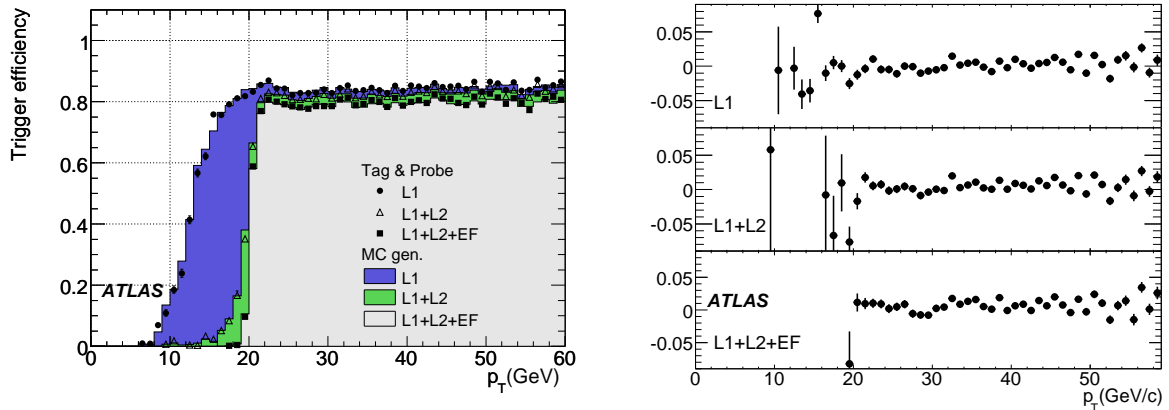 Trigger efficiency
1
0.8
0.6
0.4
0.2
0
Tag & Probe
L1
L1+L2
L1+L2+EF
MC gen.
L1
L1+L2
L1+L2+EF
ATLAS
0 10 20 30 40 50 60
pT(GeV)
0.05
0
-0.05
L1
0.05
0
-0.05
L1+L2
0.05
0
-0.05
ATLAS
L1+L2+EF
0 10 20 30 40 50
pT(GeV/c)